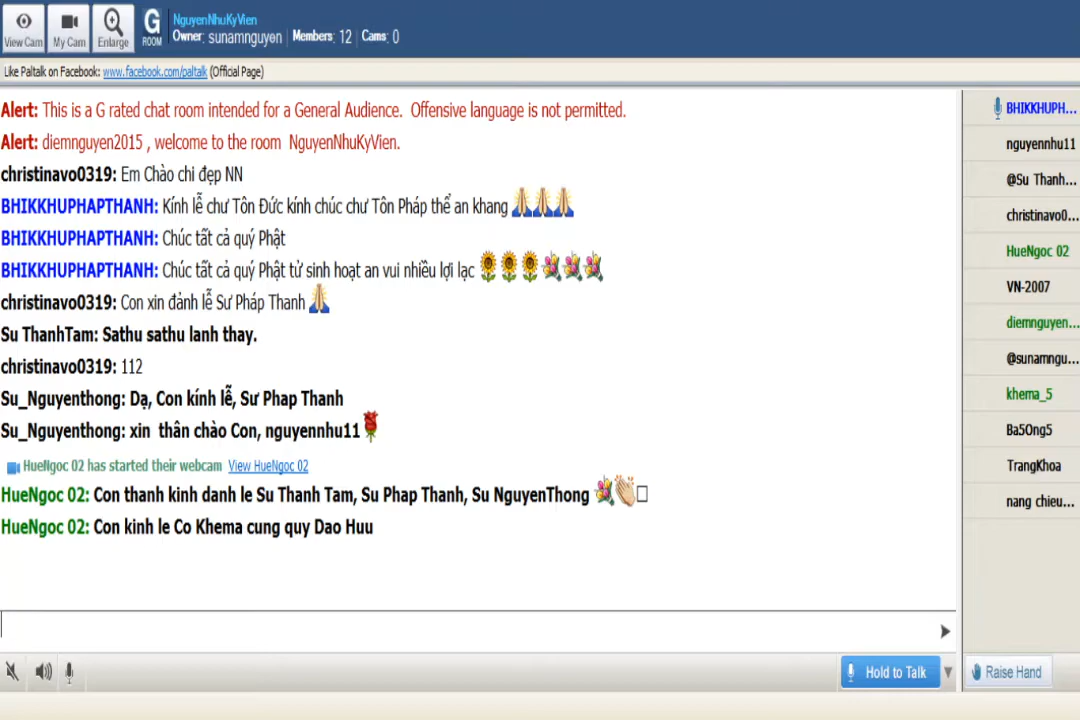 NguyenNhuKyVien
View Cam My Cam Enlarge G ROOM Owner: sunamnguyen Members: 12 Cams: 0
Like Paltalk on Facebook: www.facebook.com/paltalk (Official Page)
Alert: This is a G rated chat room intended for a General Audience. Offensive language is not permitted.
Alert: diemnguyen2015 , welcome to the room NguyenNhuKyVien.
christinavo0319: Em Chào chi đẹp NN
BHIKKHUPHAPTHANH: Kính lễ chư Tôn Đức kính chúc chư Tôn Pháp thể an khang 🙏🙏🙏
BHIKKHUPHAPTHANH: Chúc tất cả quý Phật
BHIKKHUPHAPTHANH: Chúc tất cả quý Phật tử sinh hoạt an vui nhiều lợi lạc 🌻🌻🌻💐💐💐
christinavo0319: Con xin đảnh lễ Sư Pháp Thanh 🙏
Su ThanhTam: Sathu sathu lanh thay.
christinavo0319: 112
Su_Nguyenthong: Dạ, Con kính lễ, Sư Phap Thanh
Su_Nguyenthong: xin thân chào Con, nguyennhu11🌹
HueNgoc 02 has started their webcam View HueNgoc 02
HueNgoc 02: Con thanh kinh danh le Su Thanh Tam, Su Phap Thanh, Su NguyenThong 💐👏🏻
HueNgoc 02: Con kinh le Co Khema cung quy Dao Huu
Hold to Talk
BHIKKHUPH...
nguyennhu11
@Su Thanh...
christinavo0...
HueNgoc 02
VN-2007
diemnguyen...
@sunamngu...
khema_5
Ba5Ong5
TrangKhoa
nang chieu...
Raise Hand